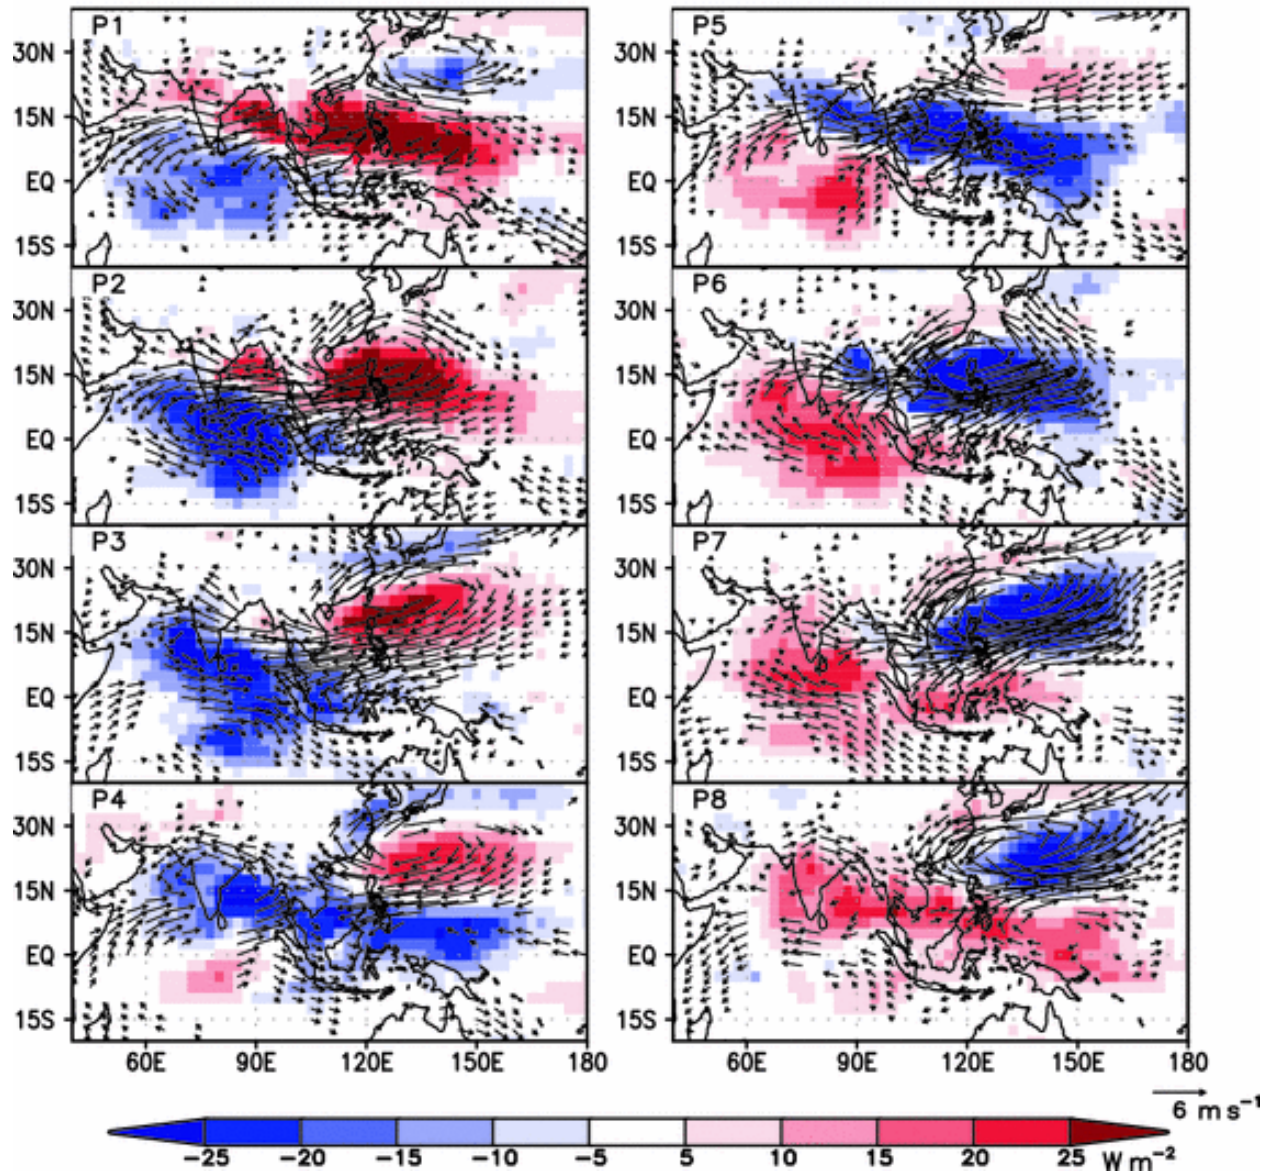 P1 P5
30N 30N
15N 15N
EQ EQ
15S 15S
P2 P6
30N 30N
15N 15N
EQ EQ
15S 15S
P3 P7
30N 30N
15N 15N
EQ EQ
15S 15S
P4 P8
30N 30N
15N 15N
EQ EQ
15S 15S
60E 90E 120E 150E 180 60E 90E 120E 150E 180
6 m s⁻¹
-25 -20 -15 -10 -5 5 10 15 20 25 W m⁻²